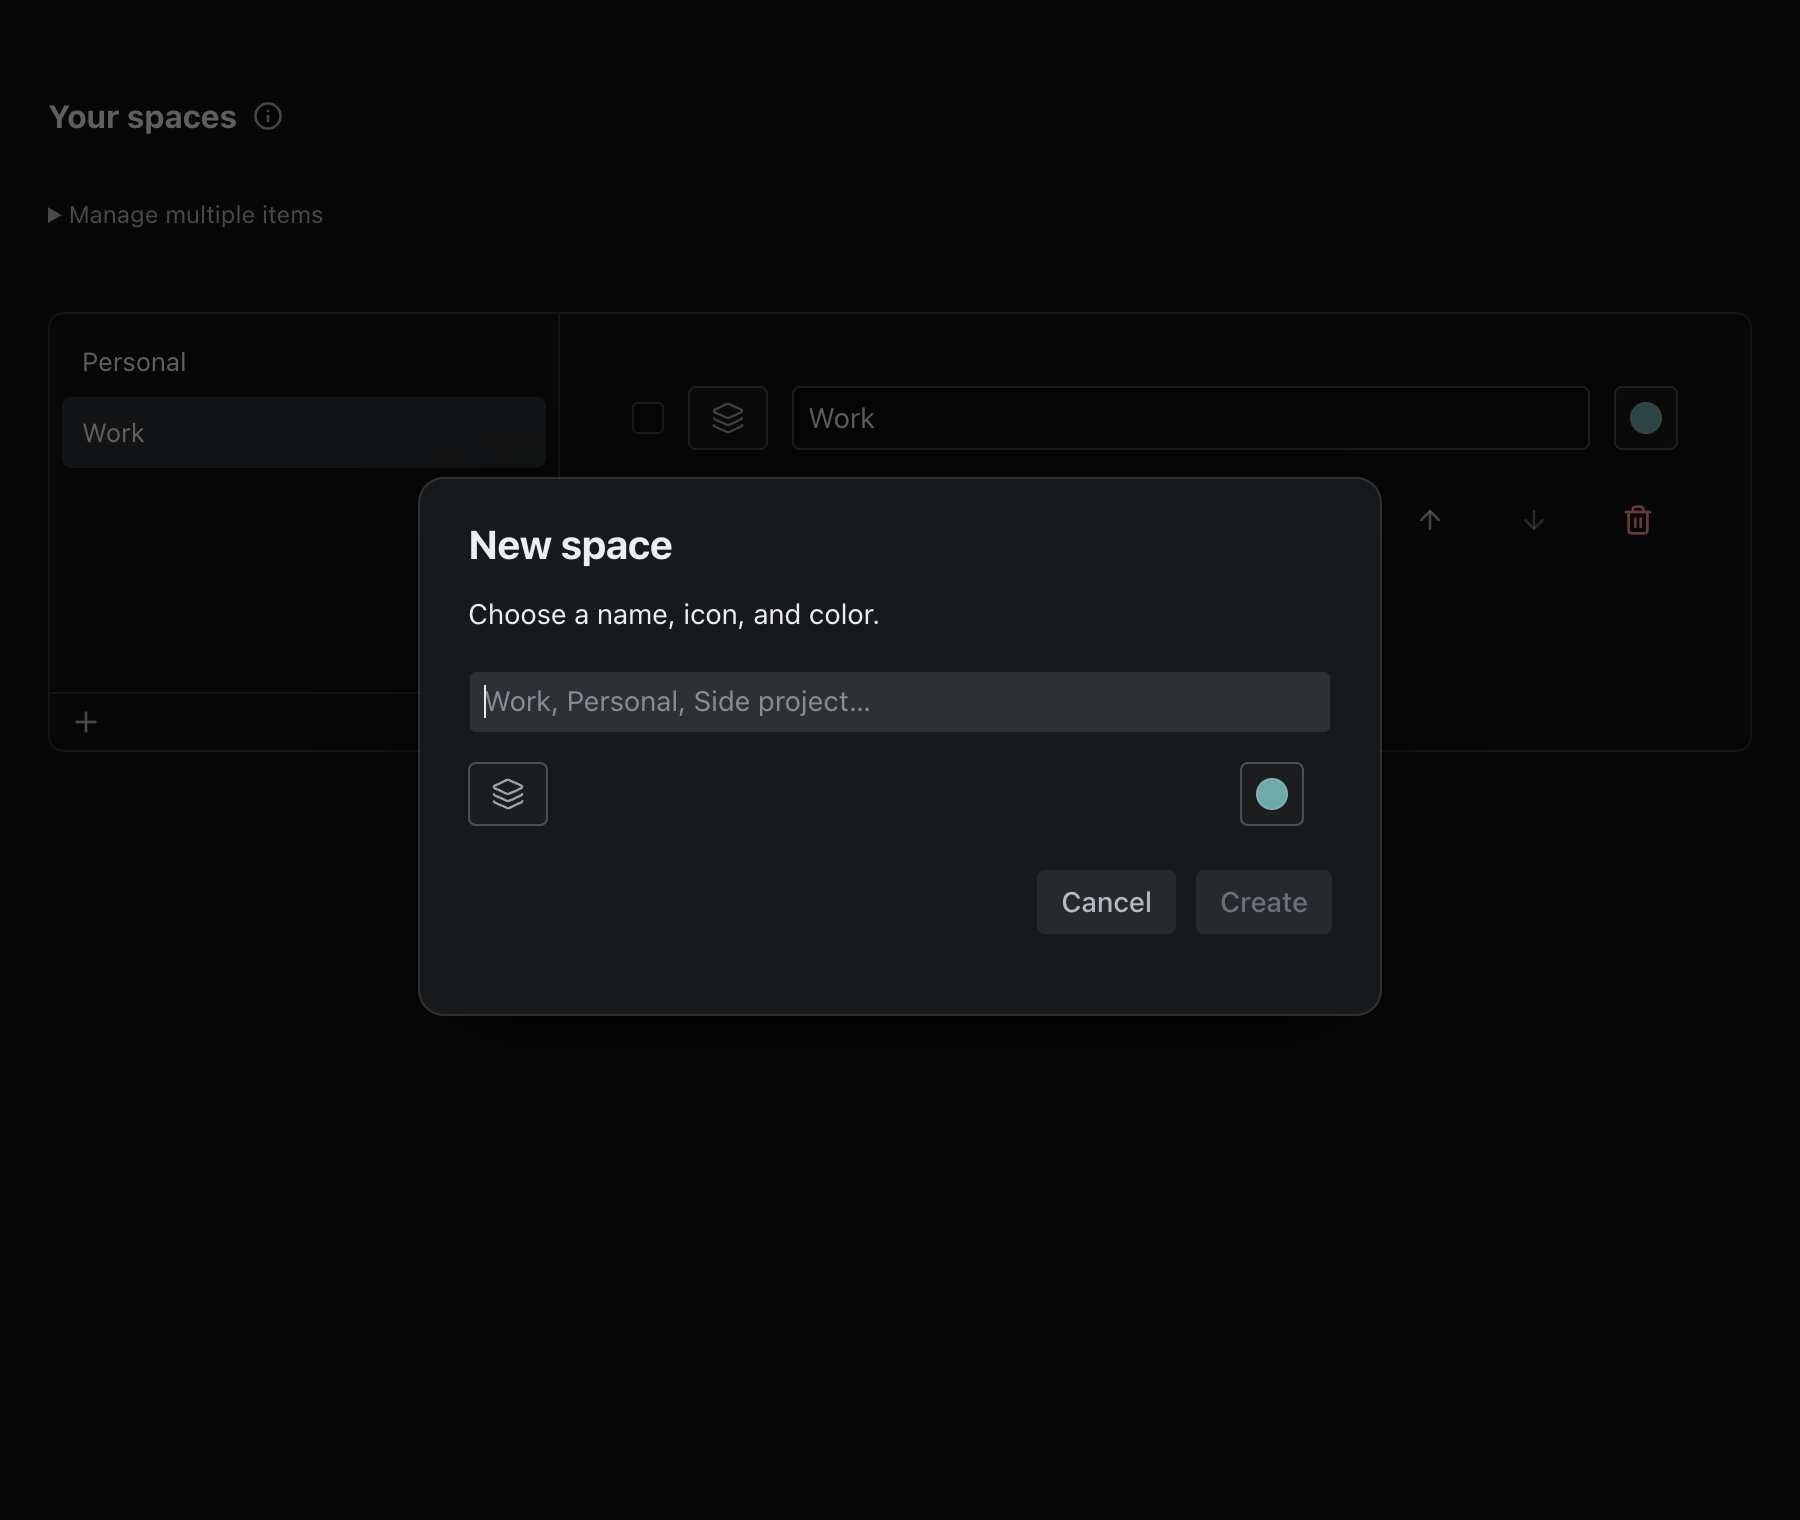 Your spaces
Manage multiple items
Personal
Work
Work
New space
Choose a name, icon, and color.
Work, Personal, Side project...
Cancel
Create